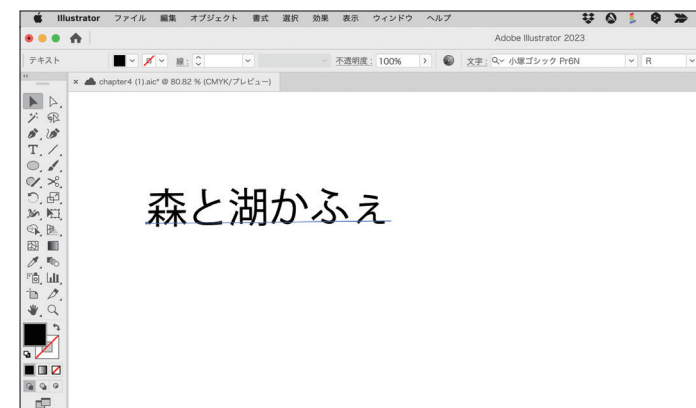 Illustrator ファイル 編集 オブジェクト 書式 選択 効果 表示 ウィンドウ ヘルプ
Adobe Illustrator 2023
テキスト 線: 不透明度: 100% 文字: 小塚ゴシック Pr6N R
× chapter4 (1).aic* @ 80.82 % (CMYK/プレビュー)
森と湖かふぇ